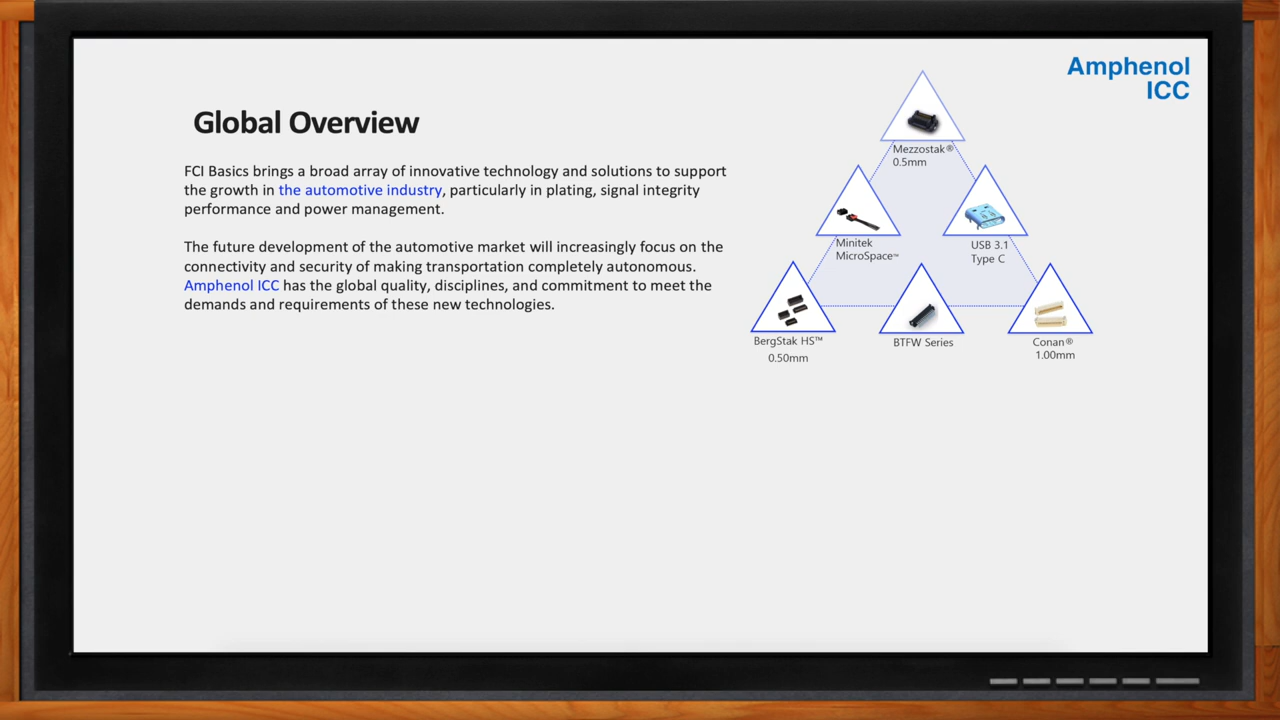 Amphenol
ICC
Global Overview
FCI Basics brings a broad array of innovative technology and solutions to support
the growth in the automotive industry, particularly in plating, signal integrity
performance and power management.
The future development of the automotive market will increasingly focus on the
connectivity and security of making transportation completely autonomous.
Amphenol ICC has the global quality, disciplines, and commitment to meet the
demands and requirements of these new technologies.
Mezzostak®
0.5mm
Minitek
MicroSpace™
USB 3.1
Type C
BergStak HS™
0.50mm
BTFW Series
Conan®
1.00mm